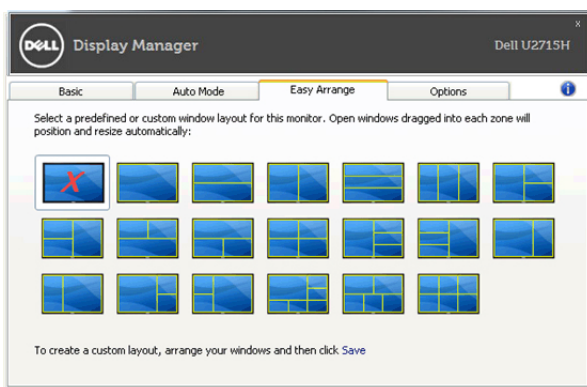 x
DELL Display Manager Dell U2715H
Basic Auto Mode Easy Arrange Options i
Select a predefined or custom window layout for this monitor. Open windows dragged into each zone will
position and resize automatically:
X
To create a custom layout, arrange your windows and then click Save